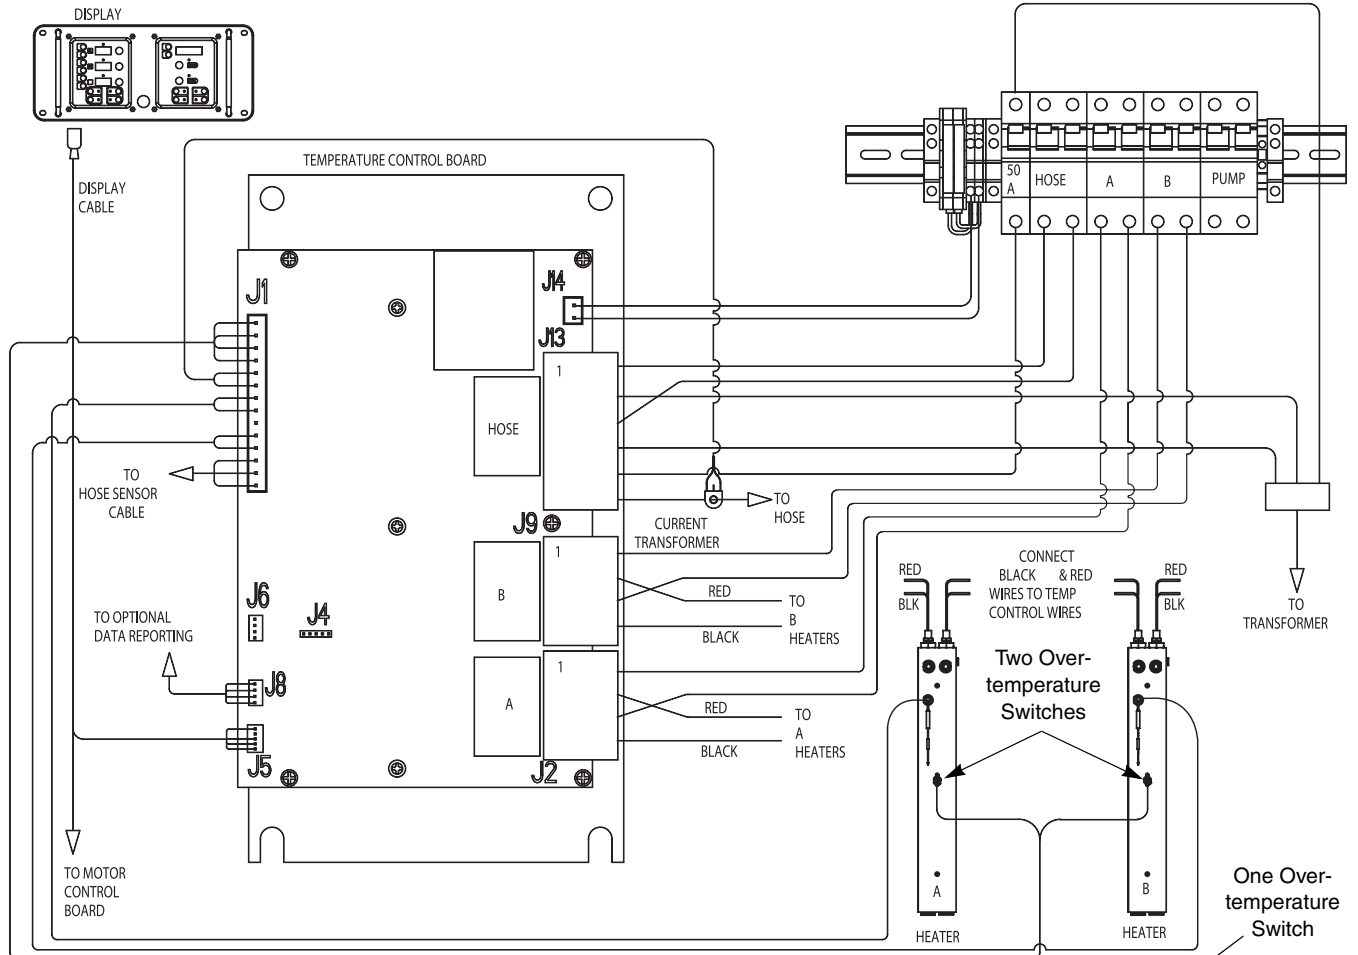 DISPLAY
TEMPERATURE CONTROL BOARD
DISPLAY
CABLE
50
A
HOSE
A
B
PUMP
J1
J14
J13
1
HOSE
TO
HOSE SENSOR
CABLE
TO
HOSE
CURRENT
TRANSFORMER
J9
1
B
RED
BLACK
TO
B
HEATERS
CONNECT
BLACK & RED
WIRES TO TEMP
CONTROL WIRES
RED
BLK
RED
BLK
TO
TRANSFORMER
J6
J4
TO OPTIONAL
DATA REPORTING
J8
1
A
RED
BLACK
TO
A
HEATERS
Two Over-
temperature
Switches
J5
J2
TO MOTOR
CONTROL
BOARD
A
HEATER
B
HEATER
One Over-
temperature
Switch